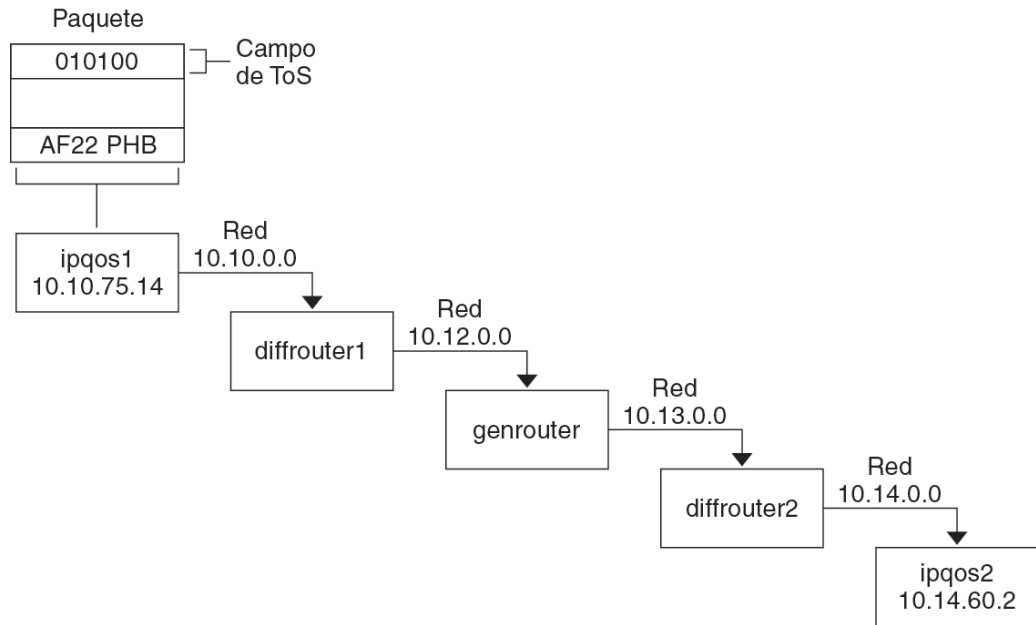 Paquete
010100
Campo
de ToS
AF22 PHB
ipqos1
10.10.75.14
Red
10.10.0.0
diffrouter1
Red
10.12.0.0
genrouter
Red
10.13.0.0
diffrouter2
Red
10.14.0.0
ipqos2
10.14.60.2